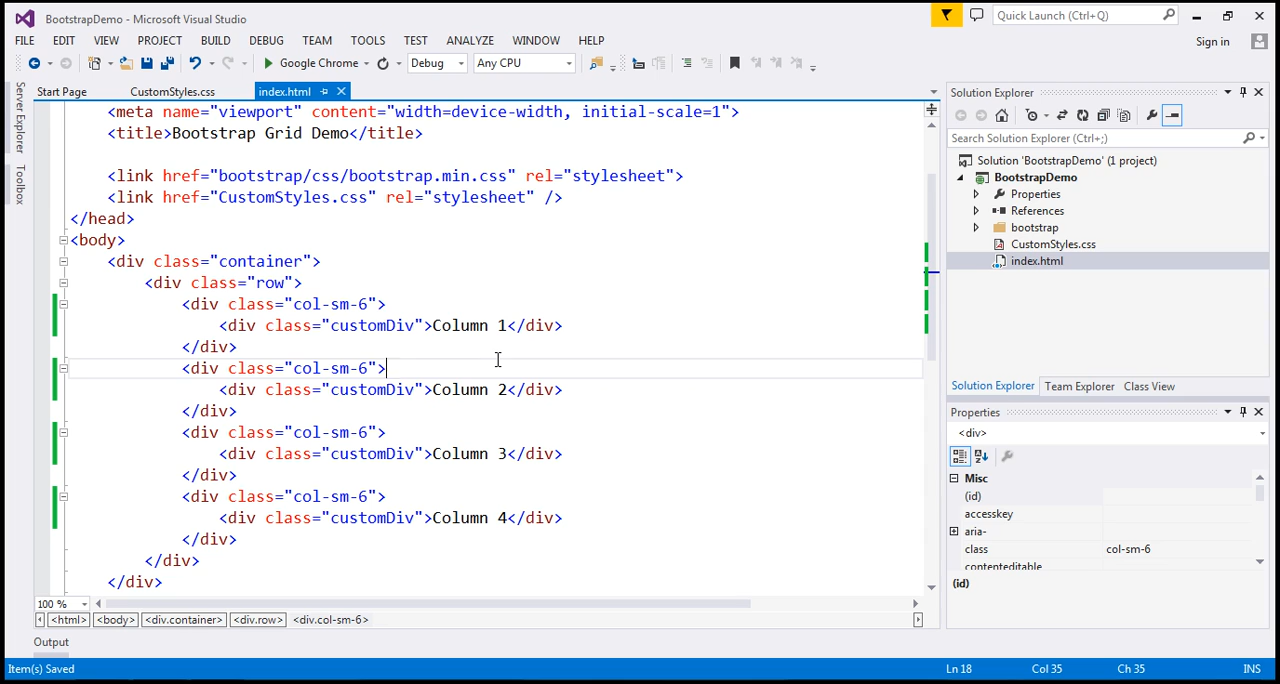 BootstrapDemo - Microsoft Visual Studio
Quick Launch (Ctrl+Q)
FILE EDIT VIEW PROJECT BUILD DEBUG TEAM TOOLS TEST ANALYZE WINDOW HELP
Sign in
Google Chrome Debug Any CPU
Server Explorer
Toolbox
Start Page CustomStyles.css index.html
<meta name="viewport" content="width=device-width, initial-scale=1">
<title>Bootstrap Grid Demo</title>
<link href="bootstrap/css/bootstrap.min.css" rel="stylesheet">
<link href="CustomStyles.css" rel="stylesheet" />
</head>
<body>
<div class="container">
<div class="row">
<div class="col-sm-6">
<div class="customDiv">Column 1</div>
</div>
<div class="col-sm-6">
<div class="customDiv">Column 2</div>
</div>
<div class="col-sm-6">
<div class="customDiv">Column 3</div>
</div>
<div class="col-sm-6">
<div class="customDiv">Column 4</div>
</div>
</div>
</div>
100 %
<html> <body> <div.container> <div.row> <div.col-sm-6>
Output
Solution Explorer
Search Solution Explorer (Ctrl+;)
Solution 'BootstrapDemo' (1 project)
BootstrapDemo
Properties
References
bootstrap
CustomStyles.css
index.html
Solution Explorer Team Explorer Class View
Properties
<div>
Misc
(id)
accesskey
aria-
class col-sm-6
contenteditable
(id)
Item(s) Saved Ln 18 Col 35 Ch 35 INS